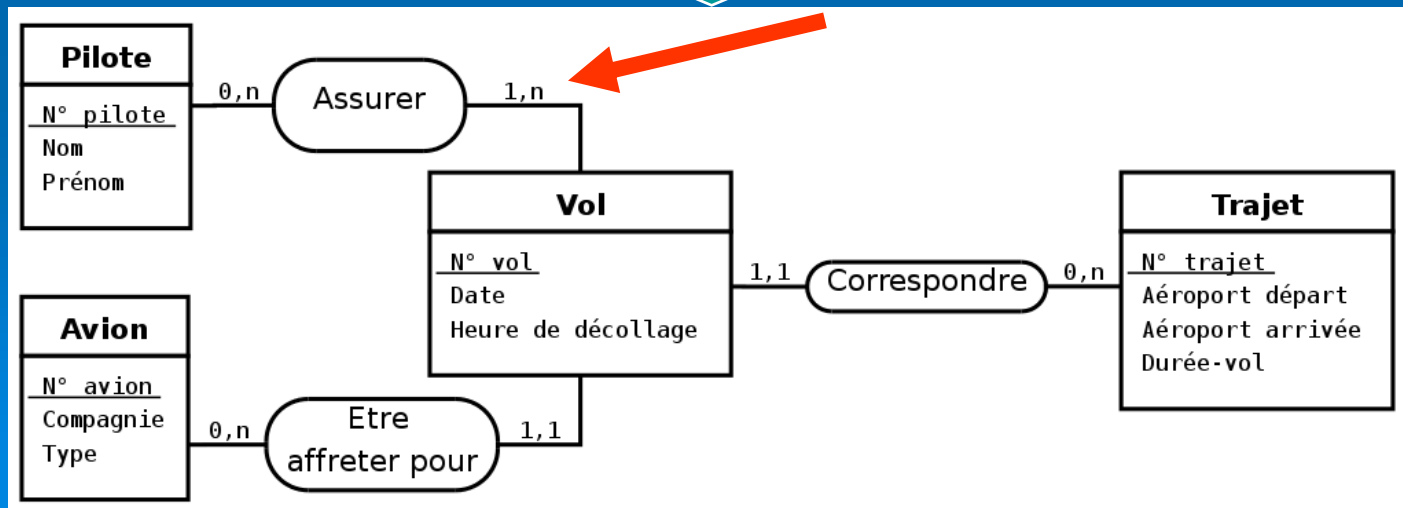 Pilote
N° pilote
Nom
Prénom
0,n
Assurer
1,n
Vol
N° vol
Date
Heure de décollage
1,1
Correspondre
0,n
Trajet
N° trajet
Aéroport départ
Aéroport arrivée
Durée-vol
Avion
N° avion
Compagnie
Type
0,n
Etre
affreter pour
1,1